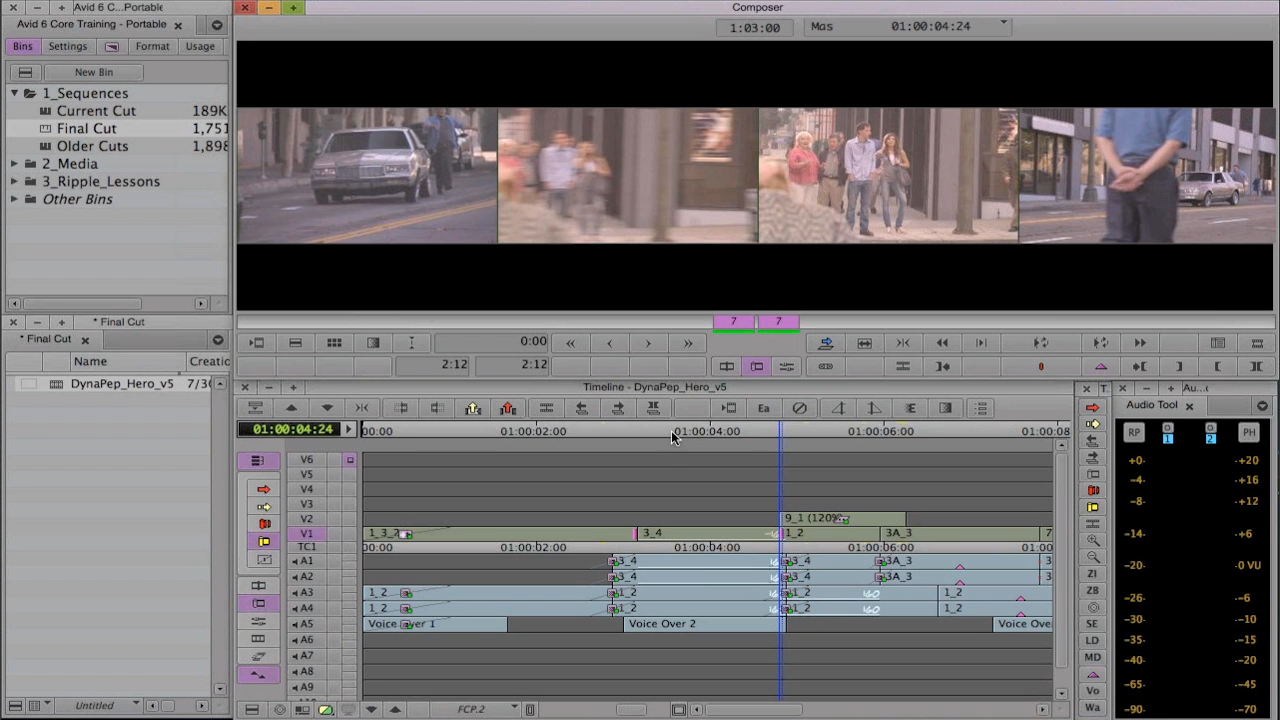 Avid 6 C...Portable
Composer
Avid 6 Core Training - Portable
1:03:00
Mas
01:00:04:24
Bins
Settings
Format
Usage
New Bin
1_Sequences
Current Cut
189K
Final Cut
1,751
Older Cuts
1,898
2_Media
3_Ripple_Lessons
Other Bins
* Final Cut
7
7
* Final Cut
0:00
Name
Creatio
2:12
2:12
DynaPep_Hero_v5
7/30
Timeline - DynaPep_Hero_v5
T.
Au...
Audio Tool
Ea
01:00:04:24
00:00
01:00:02:00
01:00:04:00
01:00:06:00
01:00:08
RP
1
2
PH
V6
V5
V4
V3
V2
9_1 (120%
V1
1_3_2
3_4
1_2
3A_3
7
TC1
00:00
01:00:02:00
01:00:04:00
01:00:06:00
01:00
A1
3_4
3_4
3A_3
3
A2
3_4
3_4
3A_3
3
A3
1_2
1_2
1_2
1_2
A4
1_2
1_2
1_2
1_2
A5
Voice Over 1
Voice Over 2
Voice Ove
A6
A7
A8
A9
ZI
ZB
SE
LD
MD
Vo
Wa
+0-
-+20
-4-
-+16
-8-
-+12
-14-
-+6
-20-
-0 VU
-26-
--6
-30-
--10
-35-
--15
-40-
--20
-65-
--45
-90-
--70
Untitled
FCP.2